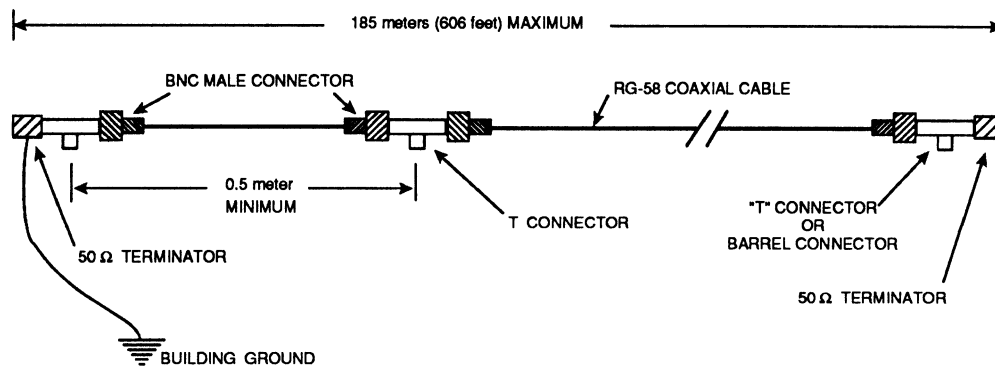 185 meters (606 feet) MAXIMUM
BNC MALE CONNECTOR
RG-58 COAXIAL CABLE
0.5 meter
MINIMUM
T CONNECTOR
"T" CONNECTOR
OR
BARREL CONNECTOR
50 Ω TERMINATOR
50 Ω TERMINATOR
BUILDING GROUND